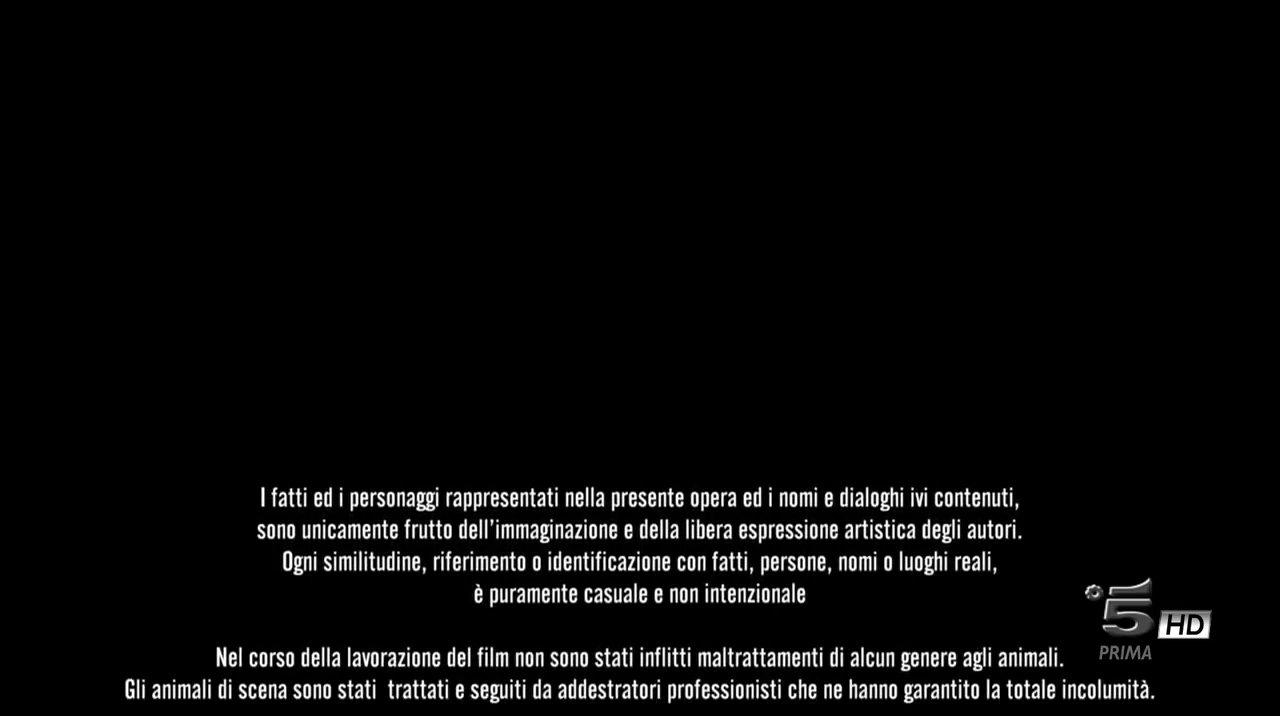 I fatti ed i personaggi rappresentati nella presente opera ed i nomi e dialoghi ivi contenuti,
sono unicamente frutto dell'immaginazione e della libera espressione artistica degli autori.
Ogni similitudine, riferimento o identificazione con fatti, persone, nomi o luoghi reali,
è puramente casuale e non intenzionale
5 HD
PRIMA
Nel corso della lavorazione del film non sono stati inflitti maltrattamenti di alcun genere agli animali.
Gli animali di scena sono stati  trattati e seguiti da addestratori professionisti che ne hanno garantito la totale incolumità.